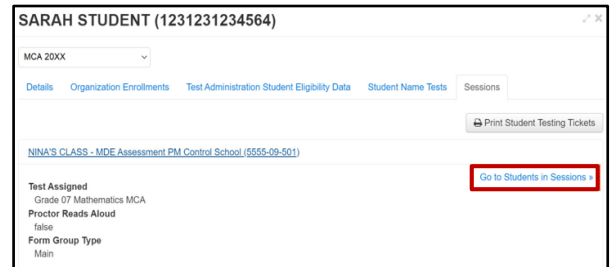 SARAH STUDENT (1231231234564)
MCA 20XX
Details Organization Enrollments Test Administration Student Eligibility Data Student Name Tests Sessions
Print Student Testing Tickets
NINA'S CLASS - MDE Assessment PM Control School (5555-09-501)
Go to Students in Sessions »
Test Assigned
Grade 07 Mathematics MCA
Proctor Reads Aloud
false
Form Group Type
Main